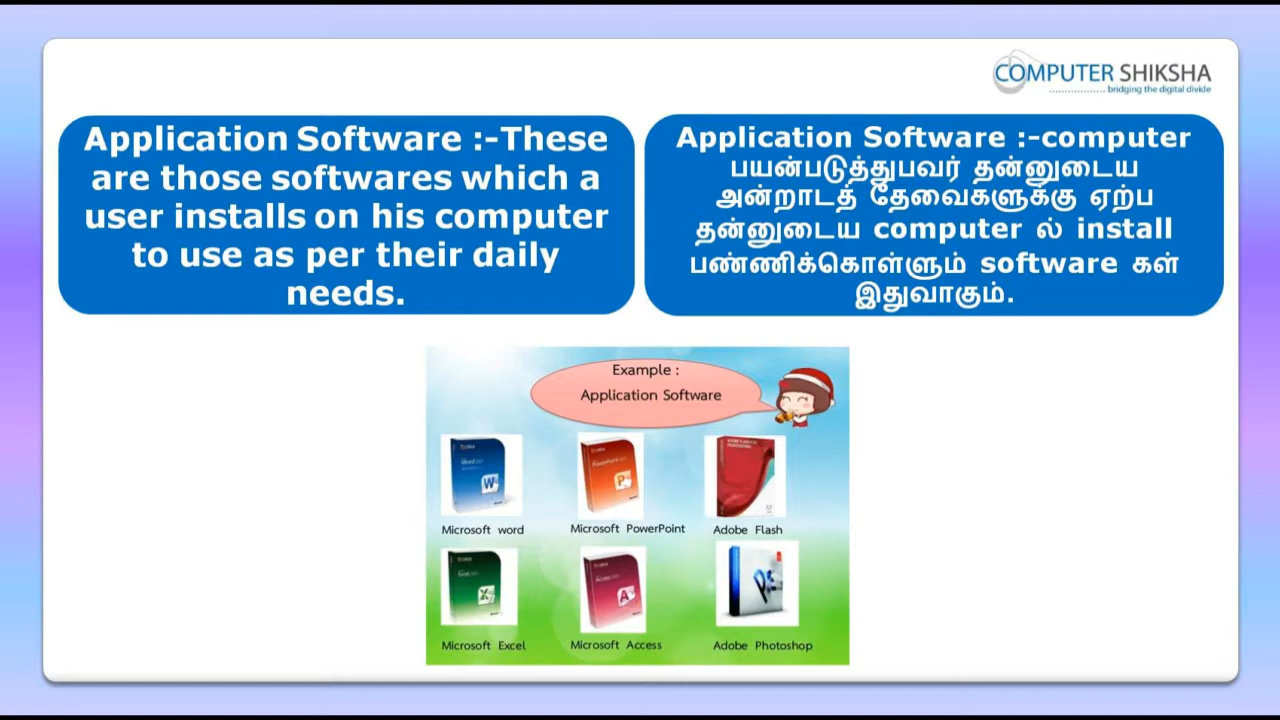 COMPUTER SHIKSHA
bridging the digital divide
Application Software :-These
are those softwares which a
user installs on his computer
to use as per their daily
needs.
Application Software :-computer
பயன்படுத்துபவர் தன்னுடைய
அன்றாடத் தேவைகளுக்கு ஏற்ப
தன்னுடைய computer ல் install
பண்ணிக்கொள்ளும் software கள்
இதுவாகும்.
Example :
Application Software
Microsoft word
Microsoft PowerPoint
Adobe Flash
Microsoft Excel
Microsoft Access
Adobe Photoshop